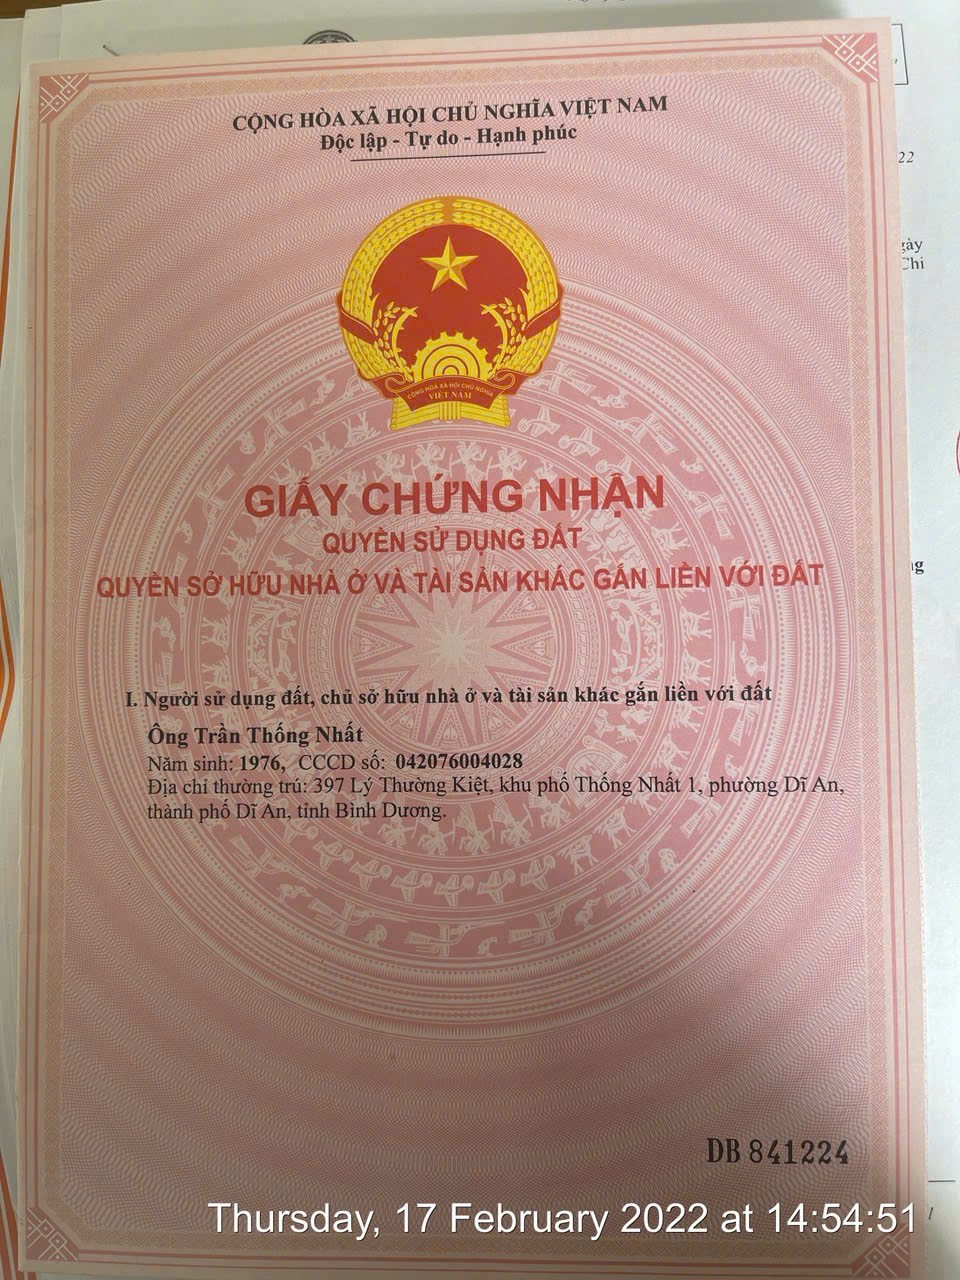 CỘNG HÒA XÃ HỘI CHỦ NGHĨA VIỆT NAM
Độc lập - Tự do - Hạnh phúc
22
gày
Chi
CỘNG HÒA XÃ HỘI CHỦ NGHĨA
VIỆT NAM
GIẤY CHỨNG NHẬN
QUYỀN SỬ DỤNG ĐẤT
QUYỀN SỞ HỮU NHÀ Ở VÀ TÀI SẢN KHÁC GẮN LIỀN VỚI ĐẤT
I. Người sử dụng đất, chủ sở hữu nhà ở và tài sản khác gắn liền với đất
Ông Trần Thống Nhất
Năm sinh: 1976, CCCD số: 042076004028
Địa chỉ thường trú: 397 Lý Thường Kiệt, khu phố Thống Nhất 1, phường Dĩ An,
thành phố Dĩ An, tỉnh Bình Dương.
DB 841224
Thursday, 17 February 2022 at 14:54:51